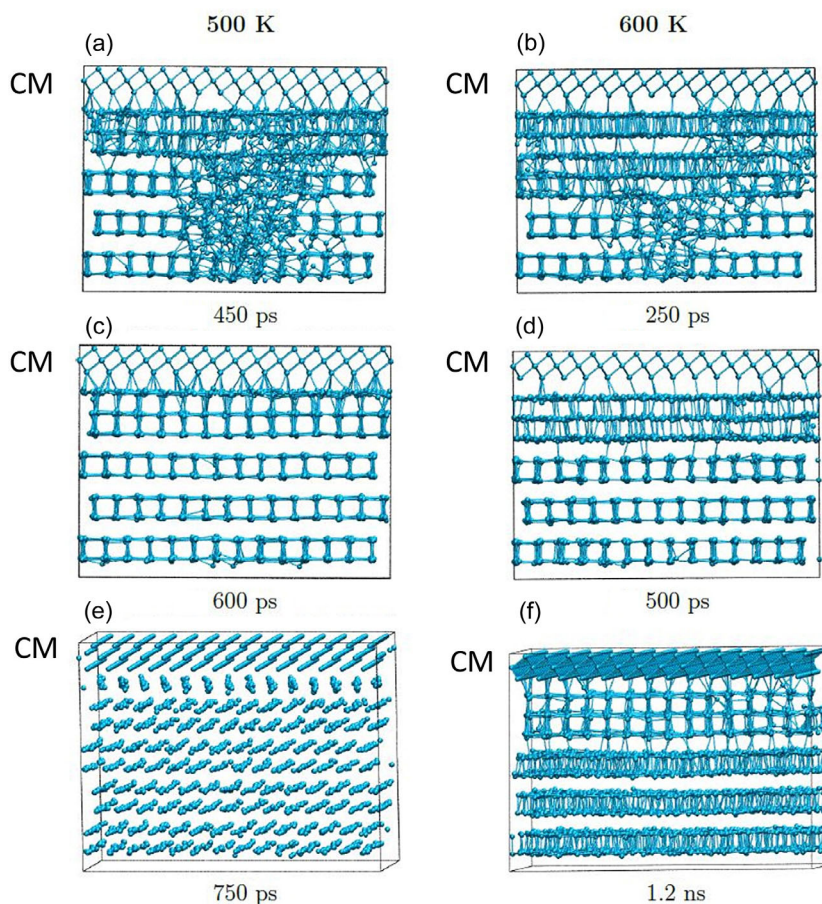 500 K
600 K
(a)
(b)
CM
CM
450 ps
250 ps
(c)
(d)
CM
CM
600 ps
500 ps
(e)
(f)
CM
CM
750 ps
1.2 ns